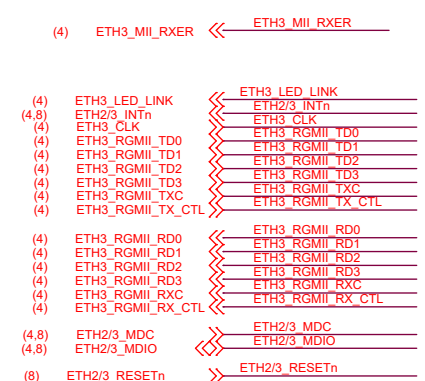 (4) ETH3_MII_RXER ETH3_MII_RXER
(4) ETH3_LED_LINK ETH3_LED_LINK
(4,8) ETH2/3_INTn ETH2/3_INTn
(4) ETH3_CLK ETH3_CLK
(4) ETH3_RGMII_TD0 ETH3_RGMII_TD0
(4) ETH3_RGMII_TD1 ETH3_RGMII_TD1
(4) ETH3_RGMII_TD2 ETH3_RGMII_TD2
(4) ETH3_RGMII_TD3 ETH3_RGMII_TD3
(4) ETH3_RGMII_TXC ETH3_RGMII_TXC
(4) ETH3_RGMII_TX_CTL ETH3_RGMII_TX_CTL
(4) ETH3_RGMII_RD0 ETH3_RGMII_RD0
(4) ETH3_RGMII_RD1 ETH3_RGMII_RD1
(4) ETH3_RGMII_RD2 ETH3_RGMII_RD2
(4) ETH3_RGMII_RD3 ETH3_RGMII_RD3
(4) ETH3_RGMII_RXC ETH3_RGMII_RXC
(4) ETH3_RGMII_RX_CTL ETH3_RGMII_RX_CTL
(4,8) ETH2/3_MDC ETH2/3_MDC
(4,8) ETH2/3_MDIO ETH2/3_MDIO
(8) ETH2/3_RESETn ETH2/3_RESETn